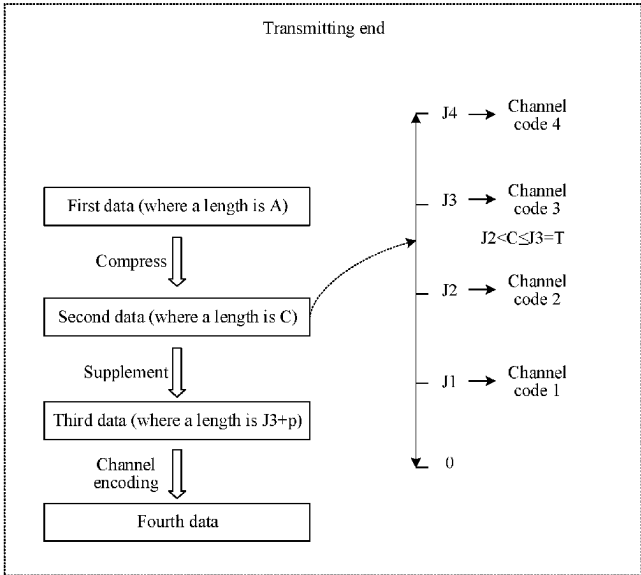 Transmitting end
First data (where a length is A)
Compress
Second data (where a length is C)
Supplement
Third data (where a length is J3+p)
Channel
encoding
Fourth data
J4
Channel
code 4
J3
Channel
code 3
J2<C≤J3=T
J2
Channel
code 2
J1
Channel
code 1
0